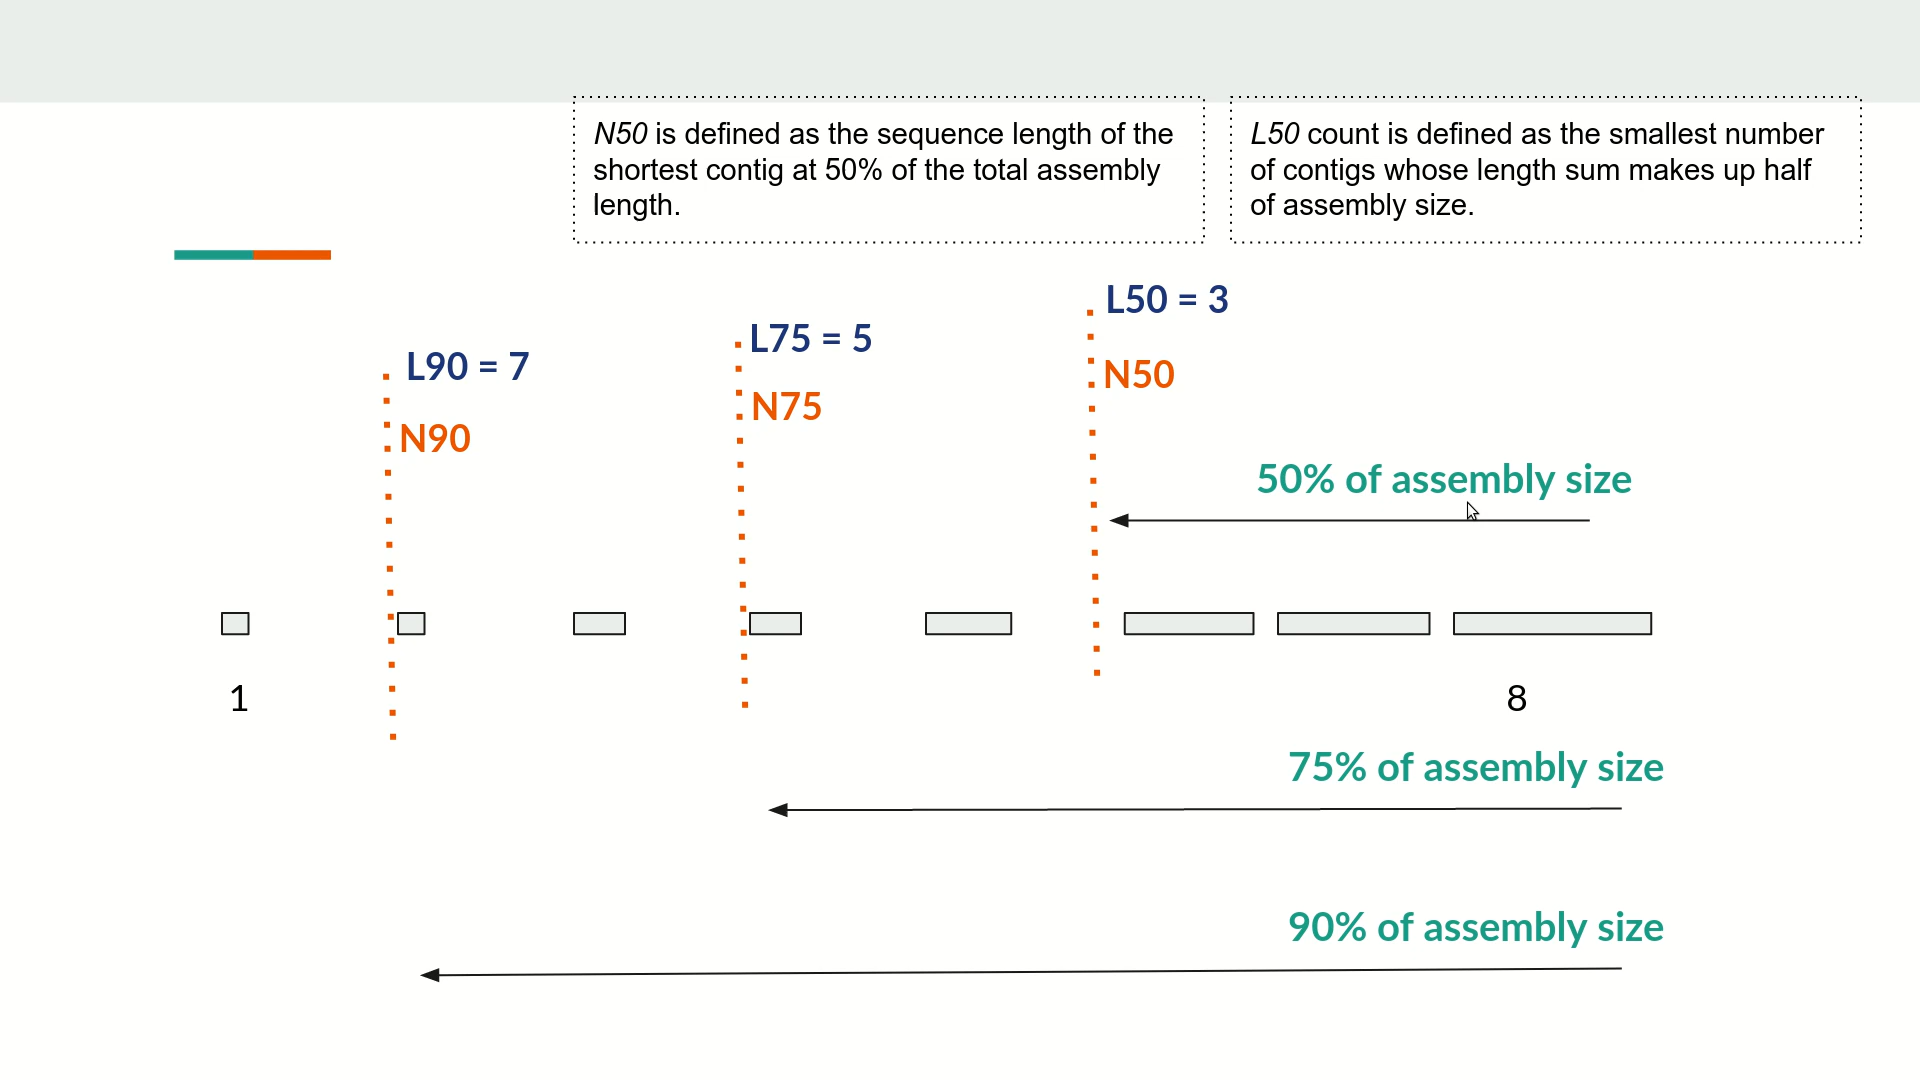 N50 is defined as the sequence length of the
shortest contig at 50% of the total assembly
length.
L50 count is defined as the smallest number
of contigs whose length sum makes up half
of assembly size.
L50 = 3
L75 = 5
L90 = 7
N50
N75
N90
50% of assembly size
1
8
75% of assembly size
90% of assembly size